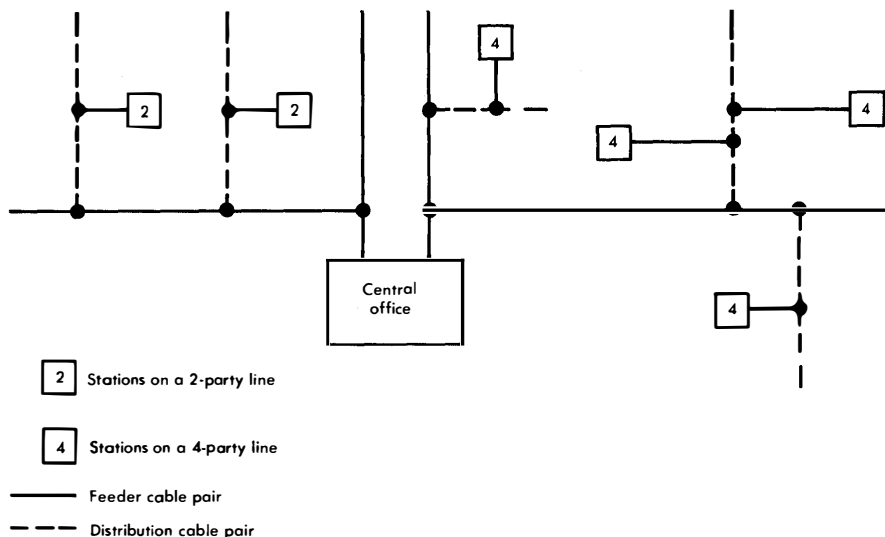 4
2
2
4
4
Central
office
4
2 Stations on a 2-party line
4 Stations on a 4-party line
Feeder cable pair
Distribution cable pair